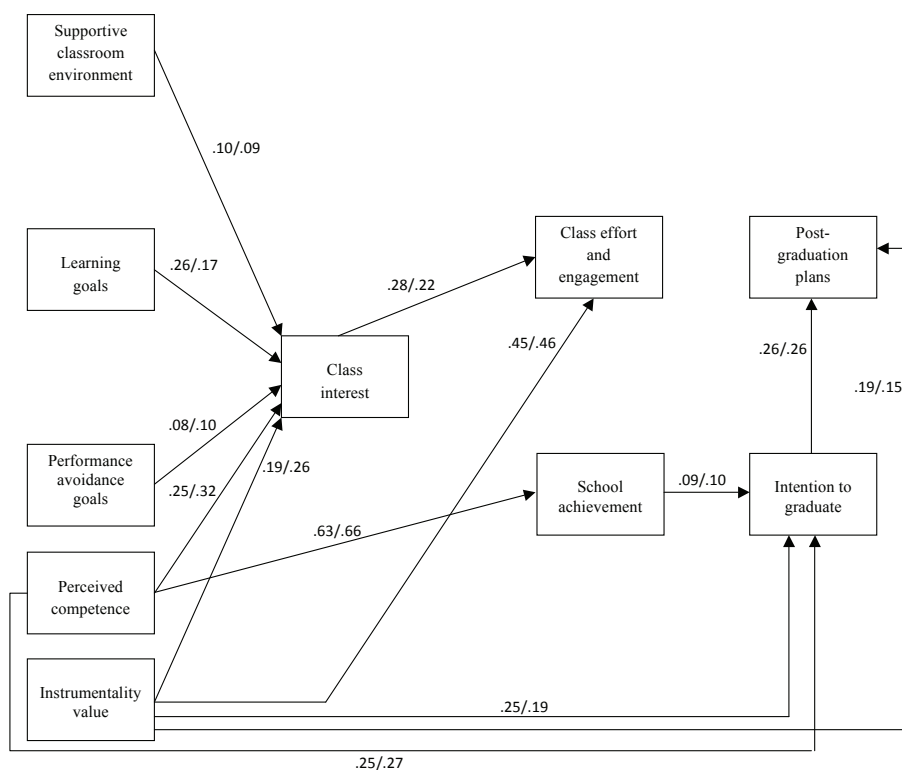 Supportive
classroom
environment
.10/.09
Learning
goals
.26/.17
Class effort
and
engagement
Post-
graduation
plans
.28/.22
.45/.46
.26/.26
Class
interest
.19/.15
.08/.10
Performance
avoidance
goals
.25/.32
.19/.26
School
achievement
.09/.10
Intention to
graduate
.63/.66
Perceived
competence
Instrumentality
value
.25/.19
.25/.27